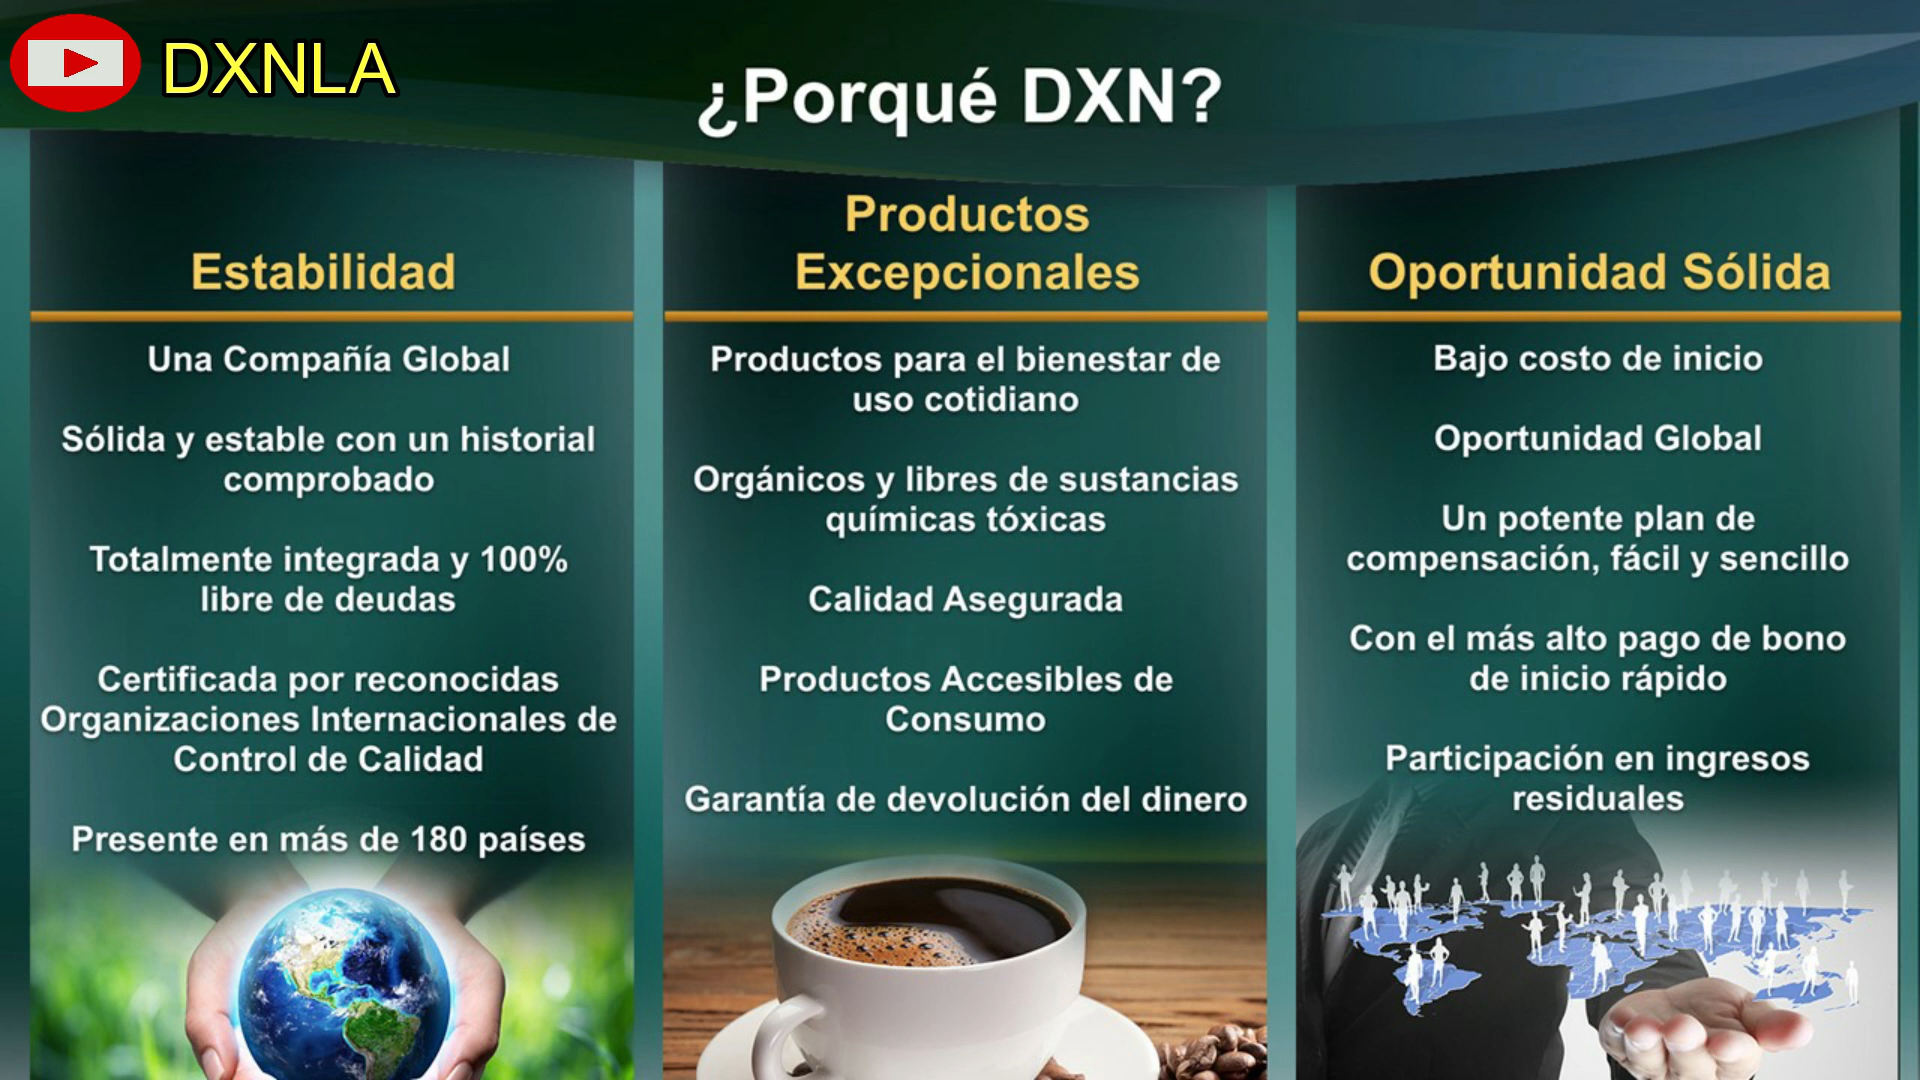 DXNLA
¿Porqué DXN?
Estabilidad
Una Compañía Global
Sólida y estable con un historial
comprobado
Totalmente integrada y 100%
libre de deudas
Certificada por reconocidas
Organizaciones Internacionales de
Control de Calidad
Presente en más de 180 países
Productos
Excepcionales
Productos para el bienestar de
uso cotidiano
Orgánicos y libres de sustancias
químicas tóxicas
Calidad Asegurada
Productos Accesibles de
Consumo
Garantía de devolución del dinero
Oportunidad Sólida
Bajo costo de inicio
Oportunidad Global
Un potente plan de
compensación, fácil y sencillo
Con el más alto pago de bono
de inicio rápido
Participación en ingresos
residuales